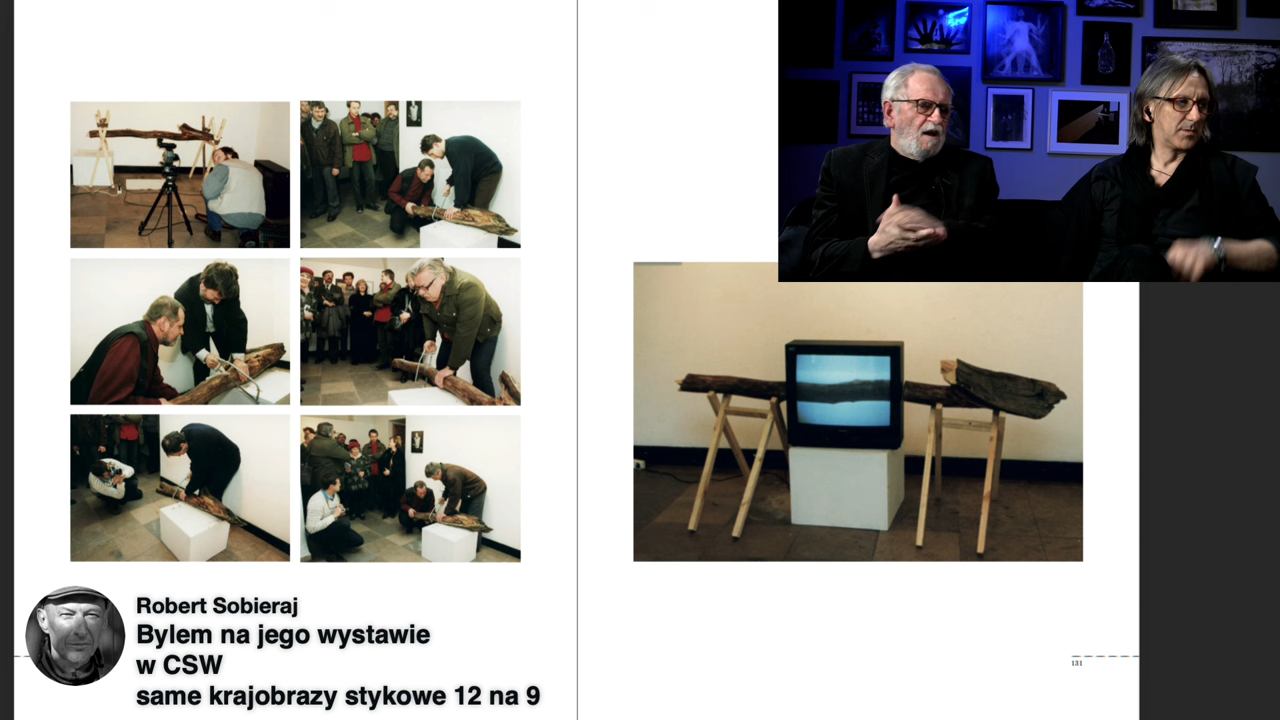 Robert Sobieraj
Bylem na jego wystawie
w CSW
same krajobrazy stykowe 12 na 9
131